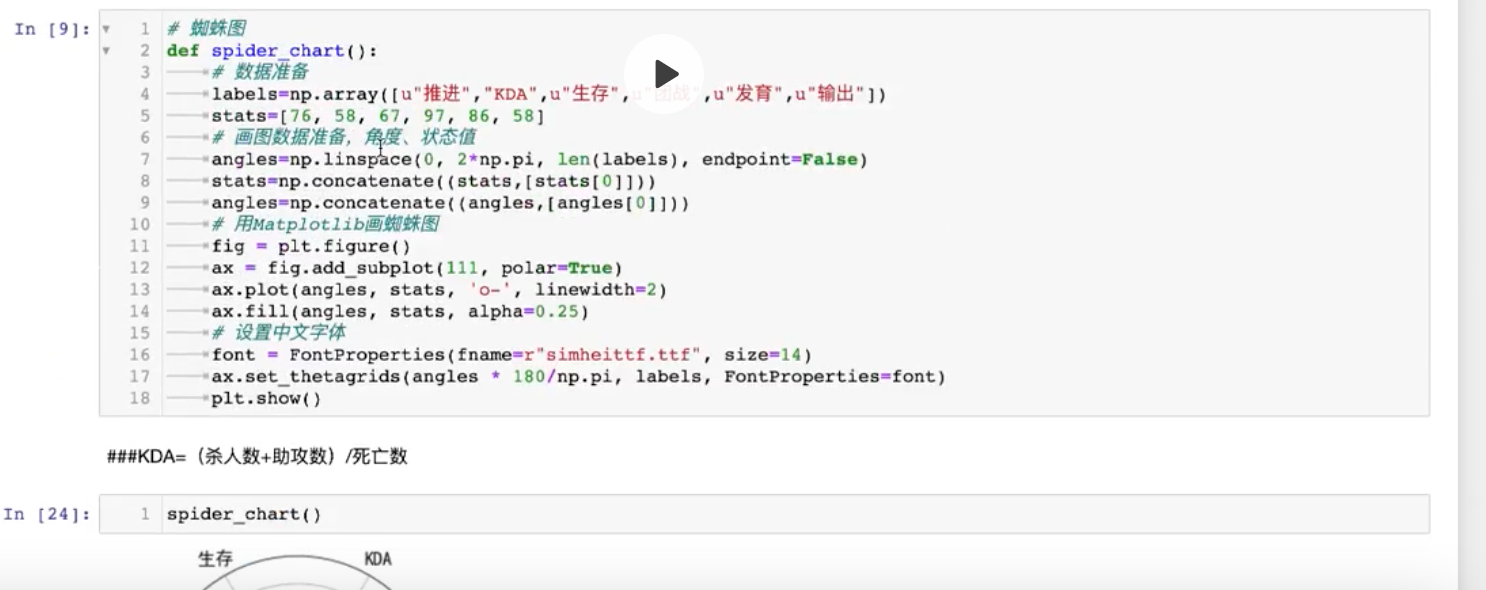 In [9]:
1 # 蜘蛛图
2 def spider_chart():
3 # 数据准备
4 labels=np.array([u"推进","KDA",u"生存",u"团战",u"发育",u"输出"])
5 stats=[76, 58, 67, 97, 86, 58]
6 # 画图数据准备，角度、状态值
7 angles=np.linspace(0, 2*np.pi, len(labels), endpoint=False)
8 stats=np.concatenate((stats,[stats[0]]))
9 angles=np.concatenate((angles,[angles[0]]))
10 # 用Matplotlib画蜘蛛图
11 fig = plt.figure()
12 ax = fig.add_subplot(111, polar=True)
13 ax.plot(angles, stats, 'o-', linewidth=2)
14 ax.fill(angles, stats, alpha=0.25)
15 # 设置中文字体
16 font = FontProperties(fname=r"simheittf.ttf", size=14)
17 ax.set_thetagrids(angles * 180/np.pi, labels, FontProperties=font)
18 plt.show()
###KDA=（杀人数+助攻数）/死亡数
In [24]:
1 spider_chart()
生存 KDA